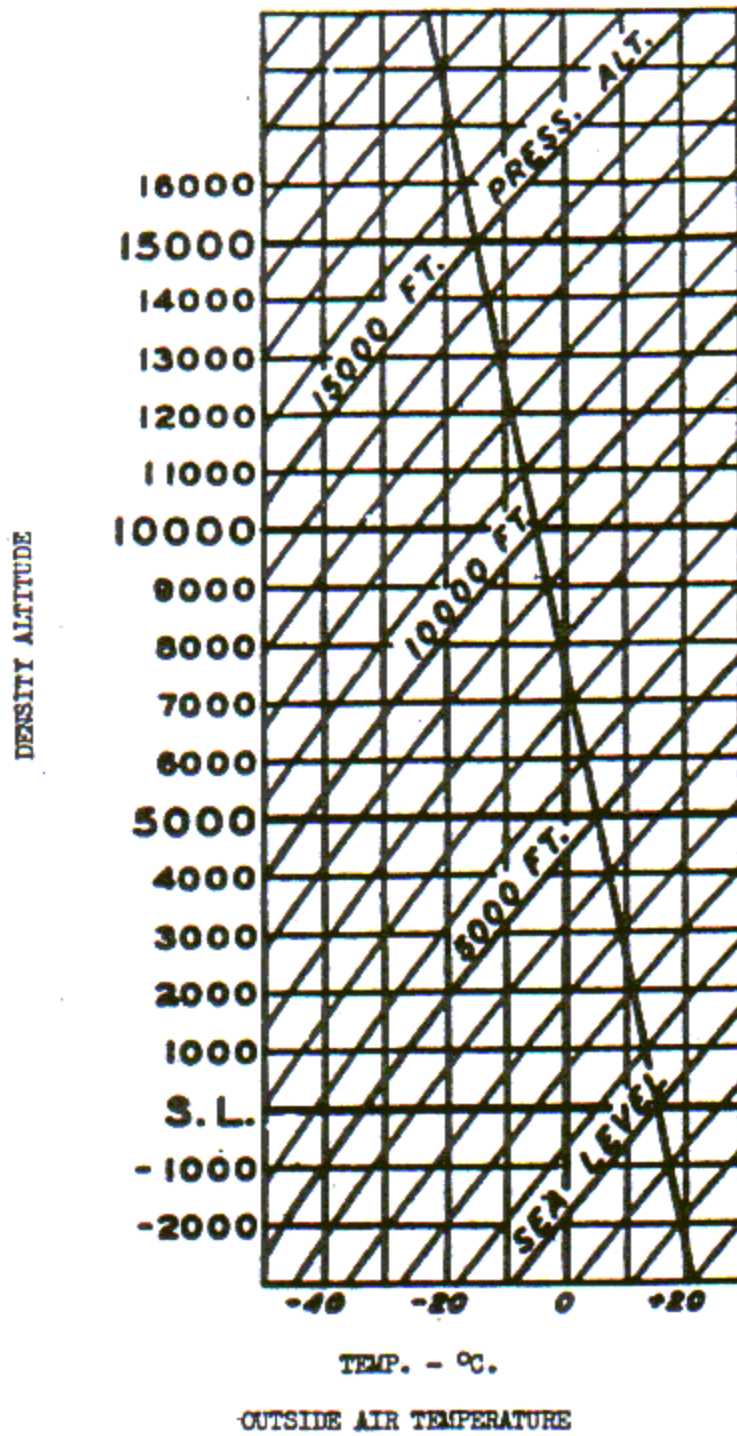 PRESS. ALT.
16000
15000
15000 FT.
14000
13000
12000
11000
10000
10000 FT.
9000
8000
7000
6000
5000
5000 FT.
4000
3000
2000
1000
S.L.
SEA LEVEL
-1000
-2000
DENSITY ALTITUDE
-40 -20 0 +20
TEMP. - °C.
OUTSIDE AIR TEMPERATURE